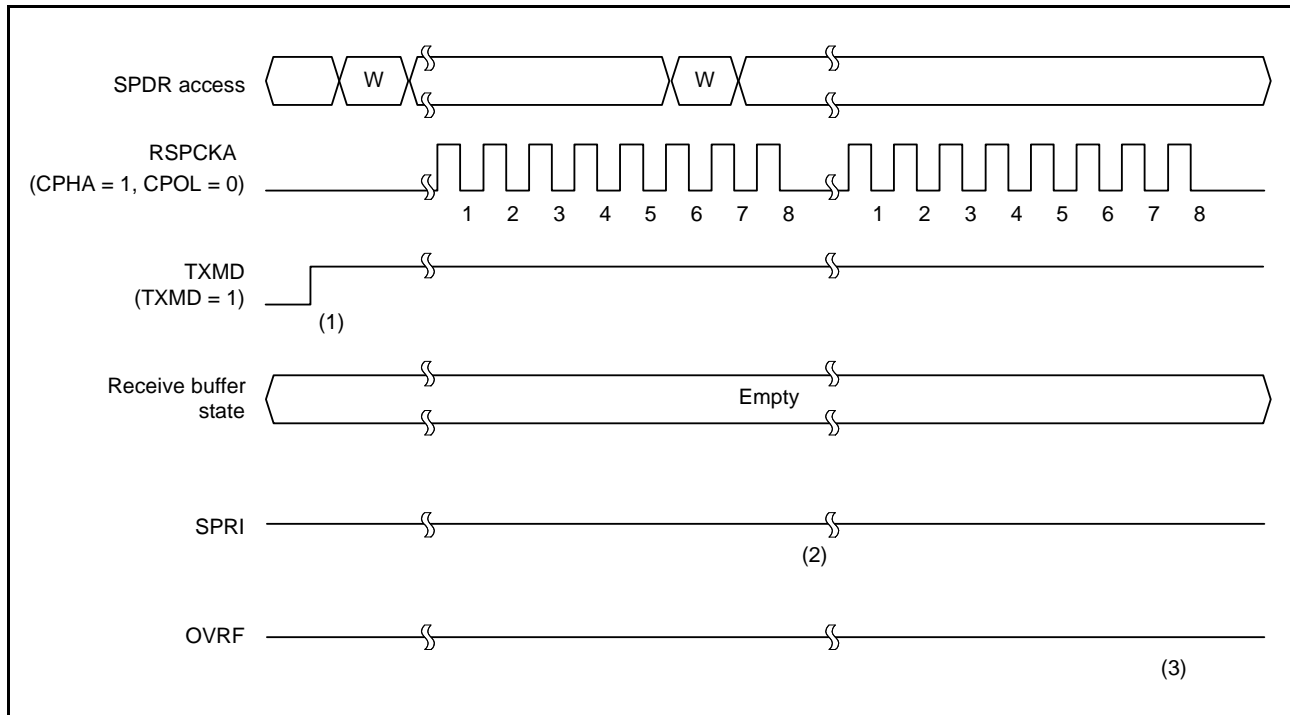 SPDR access
W
W
RSPCKA
(CPHA = 1, CPOL = 0)
1 2 3 4 5 6 7 8 1 2 3 4 5 6 7 8
TXMD
(TXMD = 1)
(1)
Receive buffer
state
Empty
SPRI
(2)
OVRF
(3)